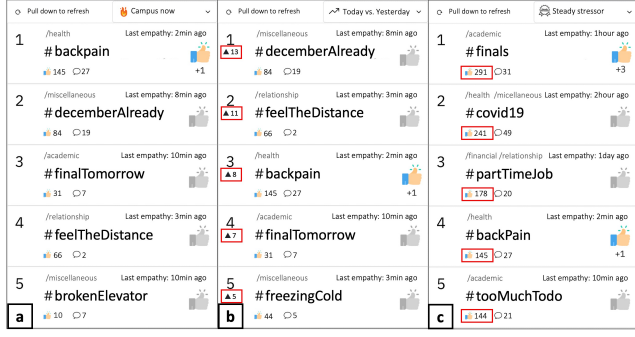 Pull down to refresh
Campus now
1
/health
Last empathy: 2min ago
#backpain
145
27
+1
2
/miscellaneous
Last empathy: 8min ago
#decemberAlready
84
19
3
/academic
Last empathy: 10min ago
#finalTomorrow
31
7
4
/relationship
Last empathy: 3min ago
#feelTheDistance
66
2
5
/miscellaneous
Last empathy: 10min ago
#brokenElevator
10
7
a
Pull down to refresh
Today vs. Yesterday
1
▲13
/miscellaneous
Last empathy: 8min ago
#decemberAlready
84
19
2
▲11
/relationship
Last empathy: 3min ago
#feelTheDistance
66
2
3
▲8
/health
Last empathy: 2min ago
#backpain
145
27
+1
4
▲7
/academic
Last empathy: 10min ago
#finalTomorrow
31
7
5
▲5
/miscellaneous
Last empathy: 3min ago
#freezingCold
44
5
b
Pull down to refresh
Steady stressor
1
/academic
Last empathy: 1hour ago
#finals
291
31
+3
2
/health /micellaneous
Last empathy: 2hour ago
#covid19
241
49
3
/financial /relationship
Last empathy: 1day ago
#partTimeJob
178
20
4
/health
Last empathy: 2min ago
#backPain
145
27
+1
5
/academic
Last empathy: 10min ago
#tooMuchTodo
144
21
c